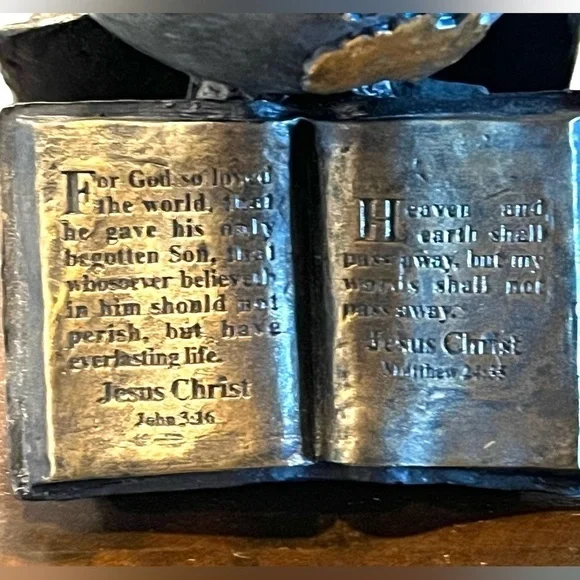 For God so loved
the world, that
he gave his only
begotten Son, that
whosoever believeth
in him should not
perish, but have
everlasting life.
Jesus Christ
John 3:16
Heaven and
earth shall
pass away, but my
words shall not
pass away.
Jesus Christ
Matthew 24:35